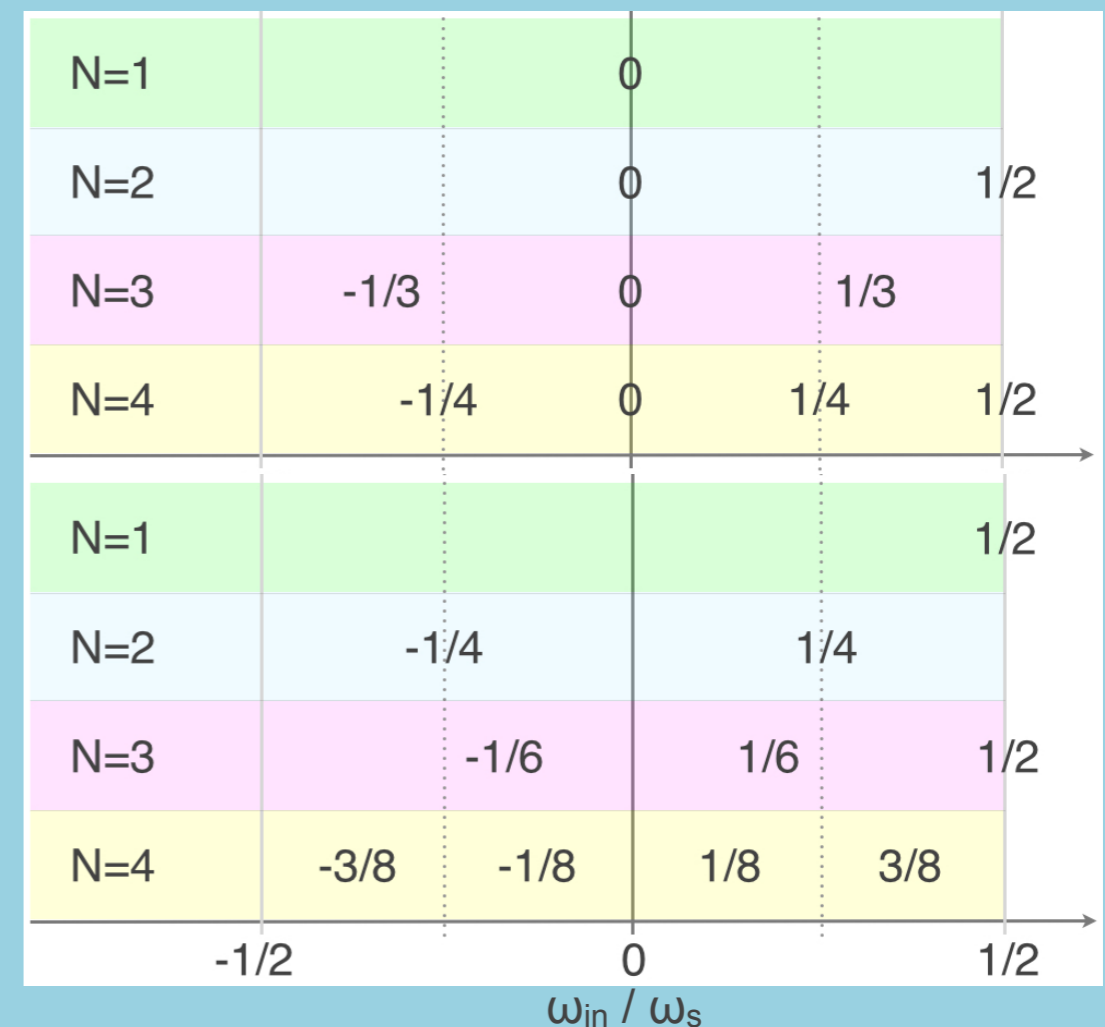 N=1 0
N=2 0 1/2
N=3 -1/3 0 1/3
N=4 -1/4 0 1/4 1/2
N=1 1/2
N=2 -1/4 1/4
N=3 -1/6 1/6 1/2
N=4 -3/8 -1/8 1/8 3/8
-1/2 0 1/2
ωin / ωs